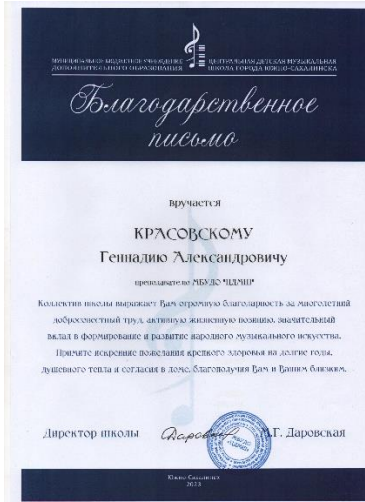 МУНИЦИПАЛЬНОЕ БЮДЖЕТНОЕ УЧРЕЖДЕНИЕ
ДОПОЛНИТЕЛЬНОГО ОБРАЗОВАНИЯ
ЦЕНТРАЛЬНАЯ ДЕТСКАЯ МУЗЫКАЛЬНАЯ
ШКОЛА ГОРОДА ЮЖНО-САХАЛИНСКА
Благодарственное
письмо
вручается
КРАСОВСКОМУ
Геннадию Александровичу
преподавателю МБУДО "ЦДМШ"
Коллектив школы выражает Вам огромную благодарность за многолетний
добросовестный труд, активную жизненную позицию, значительный
вклад в формирование и развитие народного музыкального искусства.
Примите искренние пожелания крепкого здоровья на долгие годы,
душевного тепла и согласия в доме, благополучия Вам и Вашим близким.
Директор школы
.Г. Даровская
Южно-Сахалинск
2023